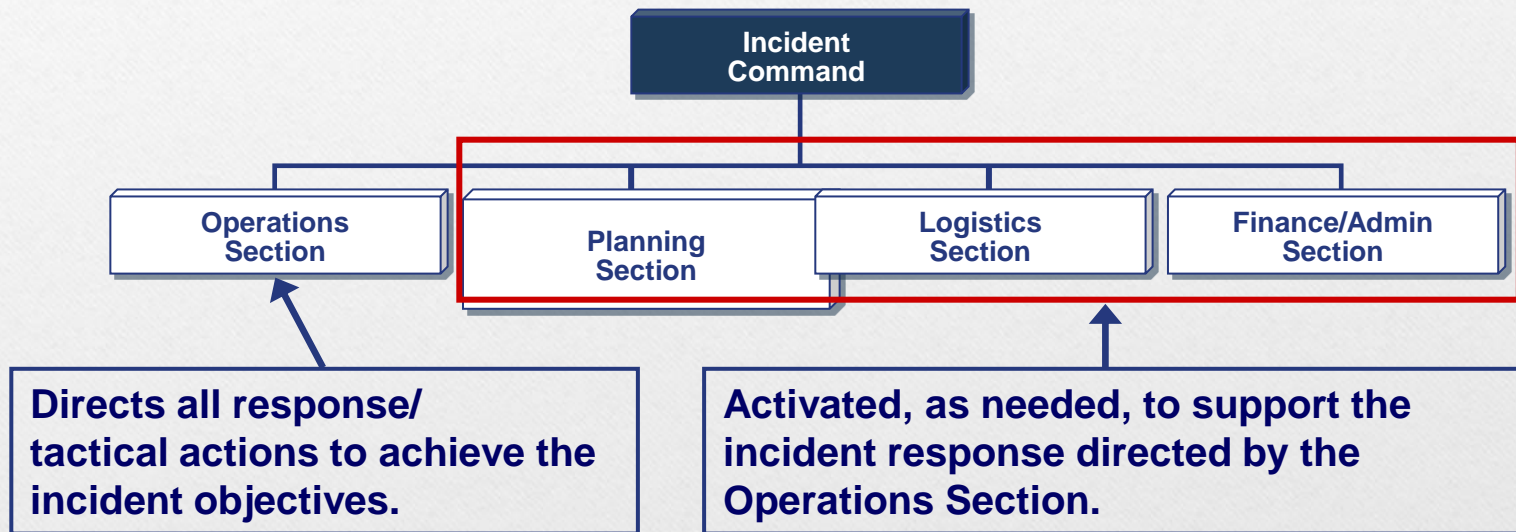 Incident
Command
Operations
Section
Planning
Section
Logistics
Section
Finance/Admin
Section
Directs all response/
tactical actions to achieve the
incident objectives.
Activated, as needed, to support the
incident response directed by the
Operations Section.